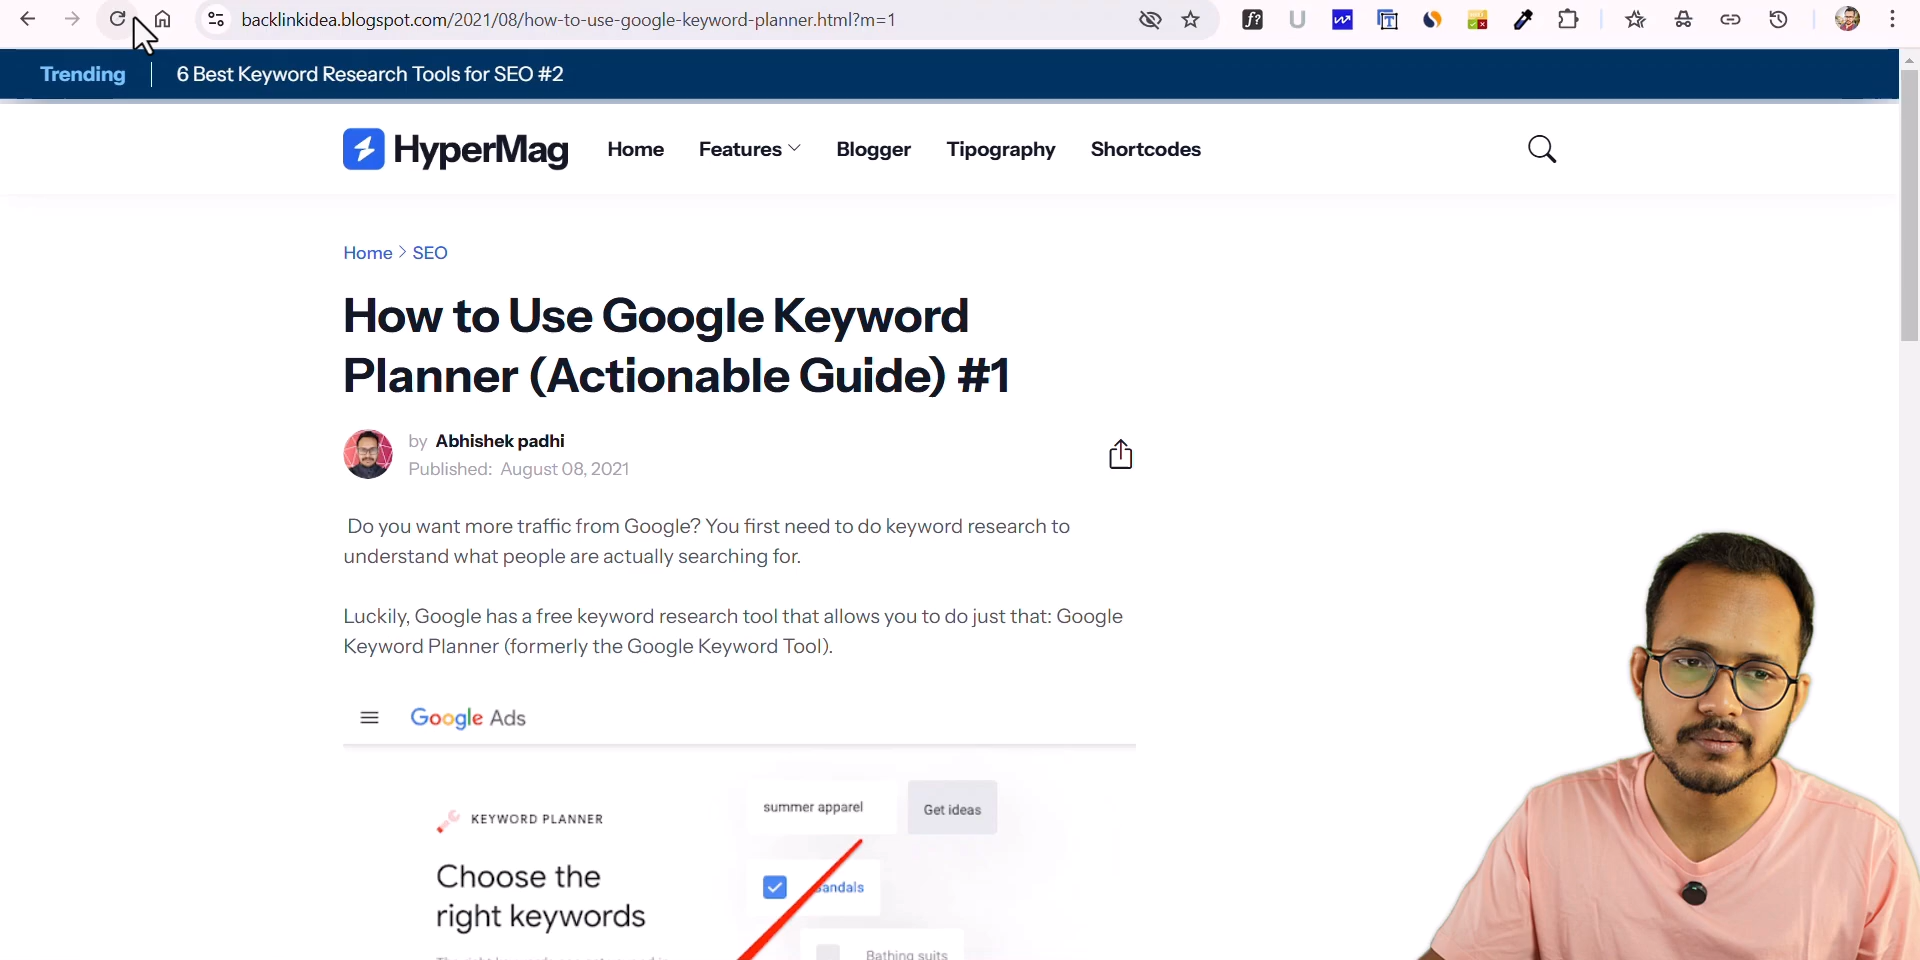 backlinkidea.blogspot.com/2021/08/how-to-use-google-keyword-planner.html?m=1
Trending
6 Best Keyword Research Tools for SEO #2
HyperMag
Home
Features
Blogger
Tipography
Shortcodes
Home > SEO
How to Use Google Keyword
Planner (Actionable Guide) #1
by Abhishek padhi
Published: August 08, 2021
Do you want more traffic from Google? You first need to do keyword research to
understand what people are actually searching for.
Luckily, Google has a free keyword research tool that allows you to do just that: Google
Keyword Planner (formerly the Google Keyword Tool).
Google Ads
KEYWORD PLANNER
Choose the
right keywords
summer apparel
Get ideas
Sandals
Bathing suits